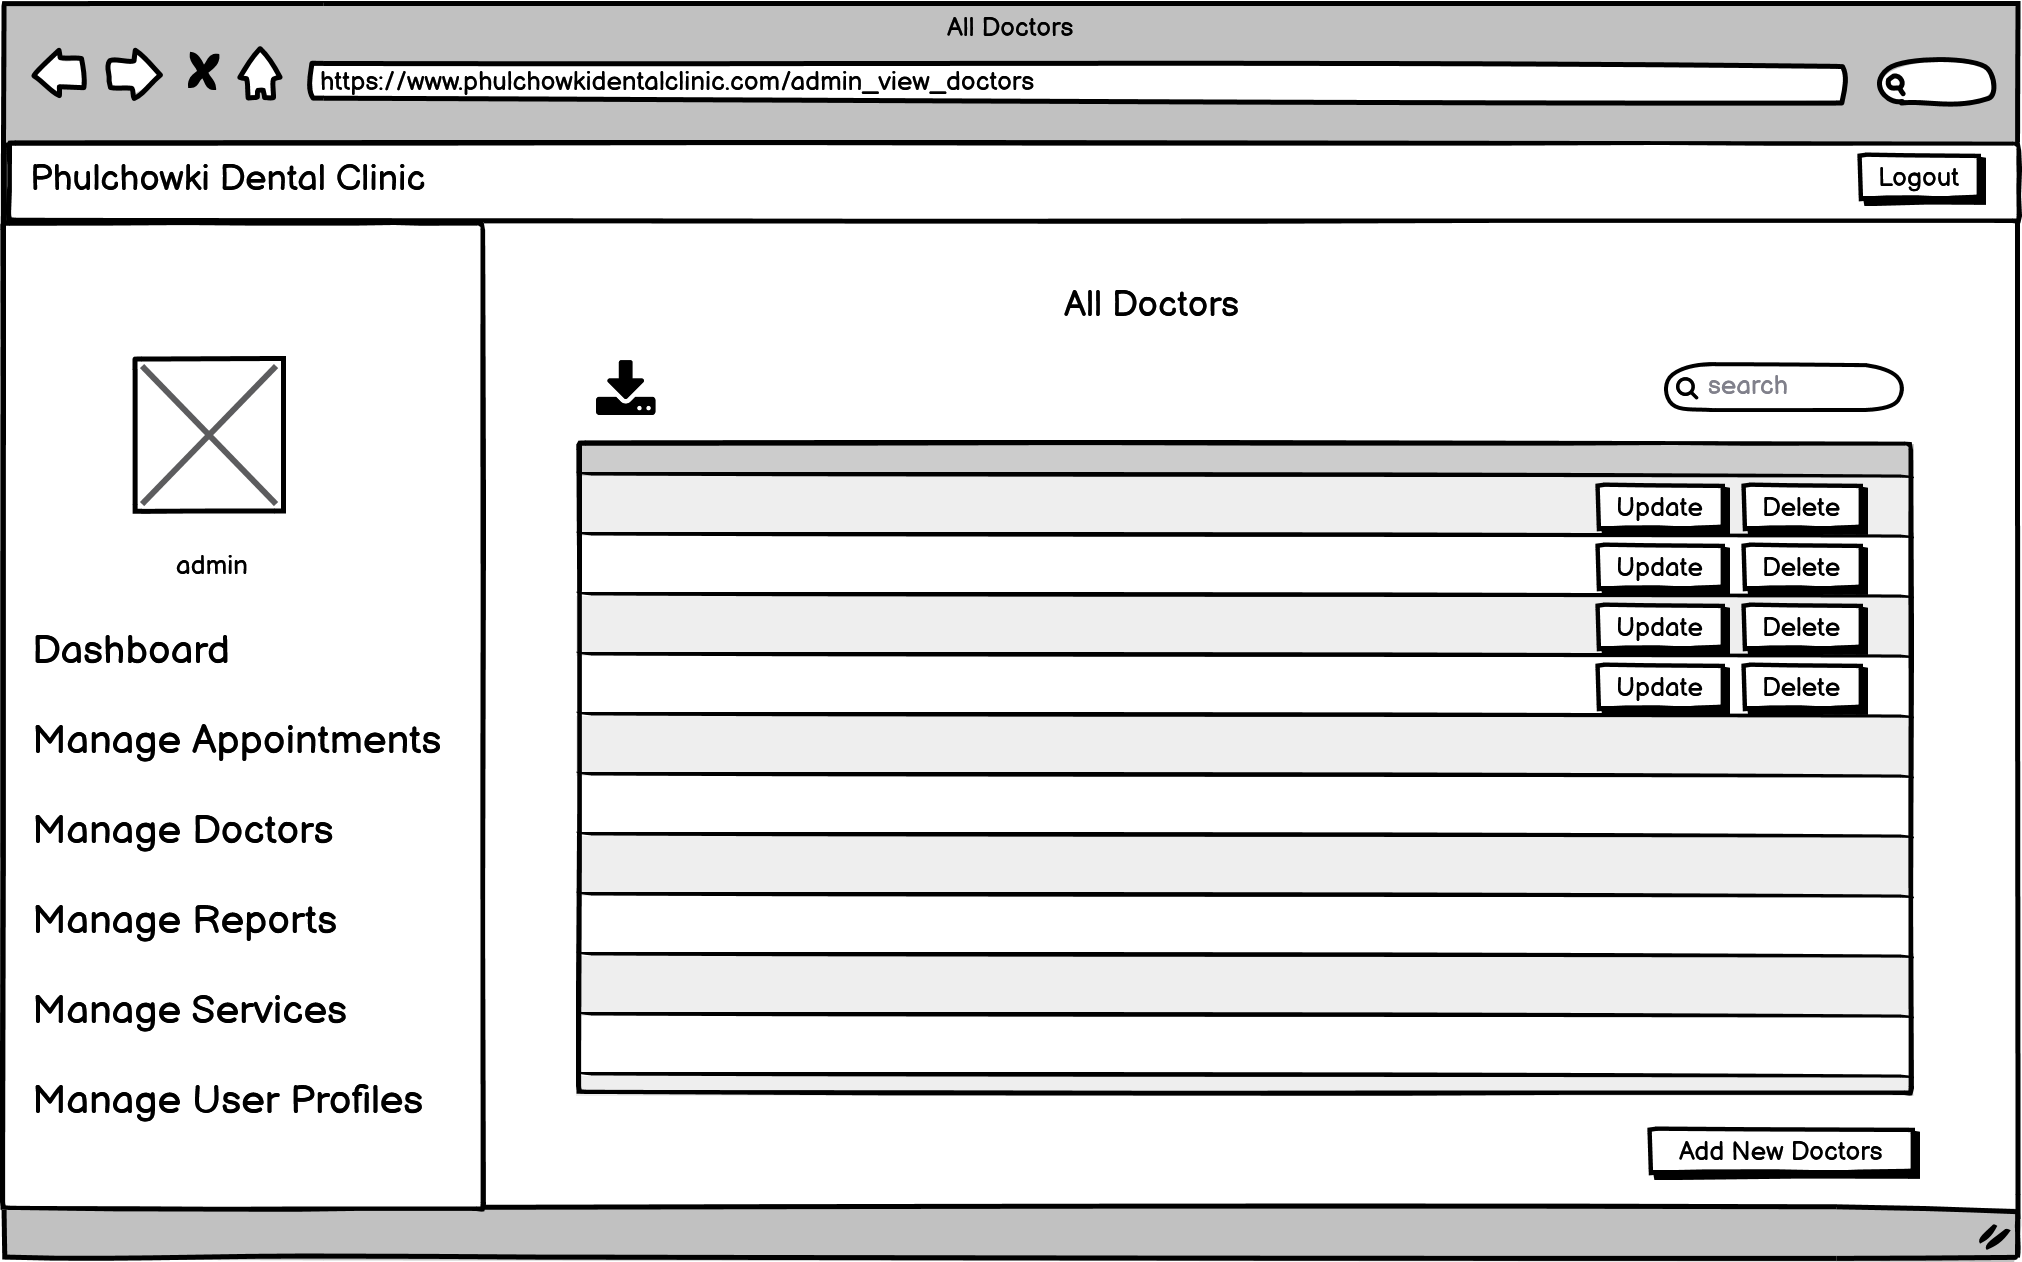 All Doctors
https://www.phulchowkidentalclinic.com/admin_view_doctors
Phulchowki Dental Clinic
Logout
admin
Dashboard
Manage Appointments
Manage Doctors
Manage Reports
Manage Services
Manage User Profiles
All Doctors
search
Update Delete
Update Delete
Update Delete
Update Delete
Add New Doctors